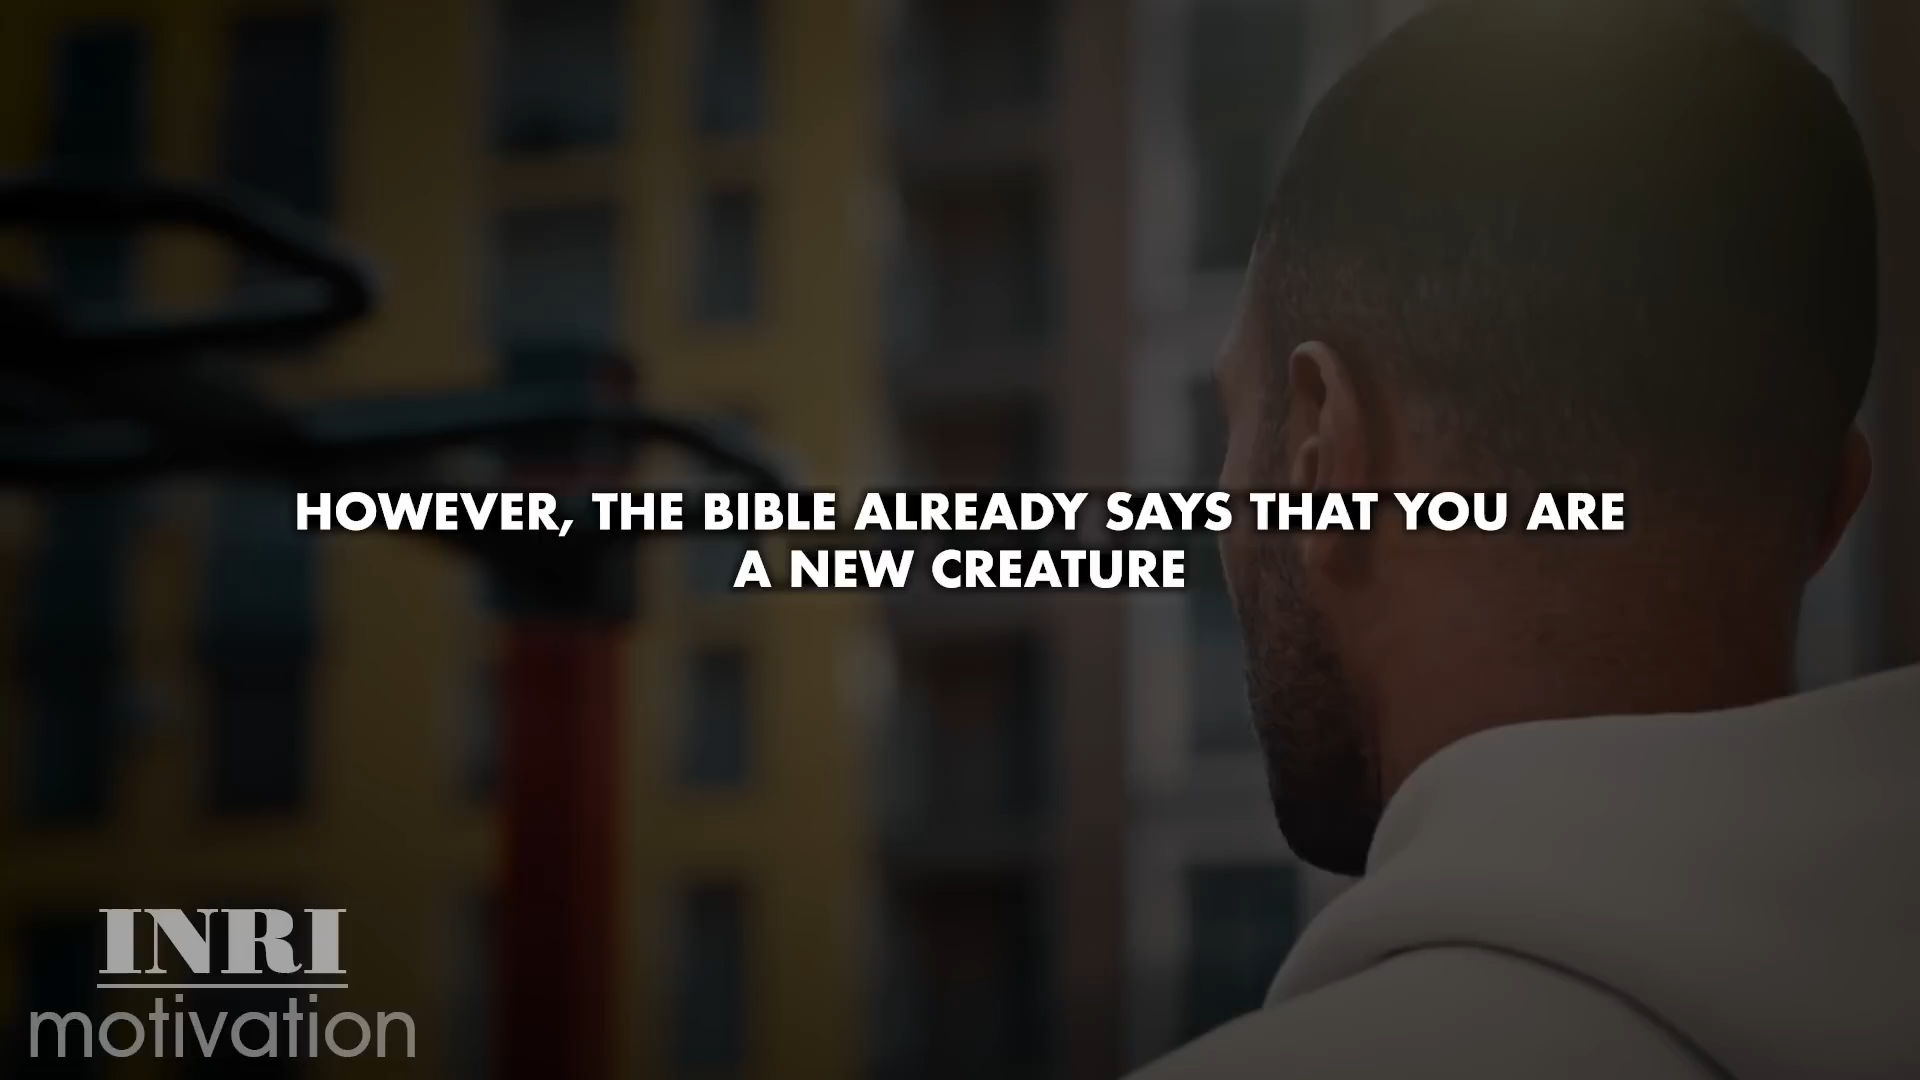 HOWEVER, THE BIBLE ALREADY SAYS THAT YOU ARE
A NEW CREATURE
INRI
motivation